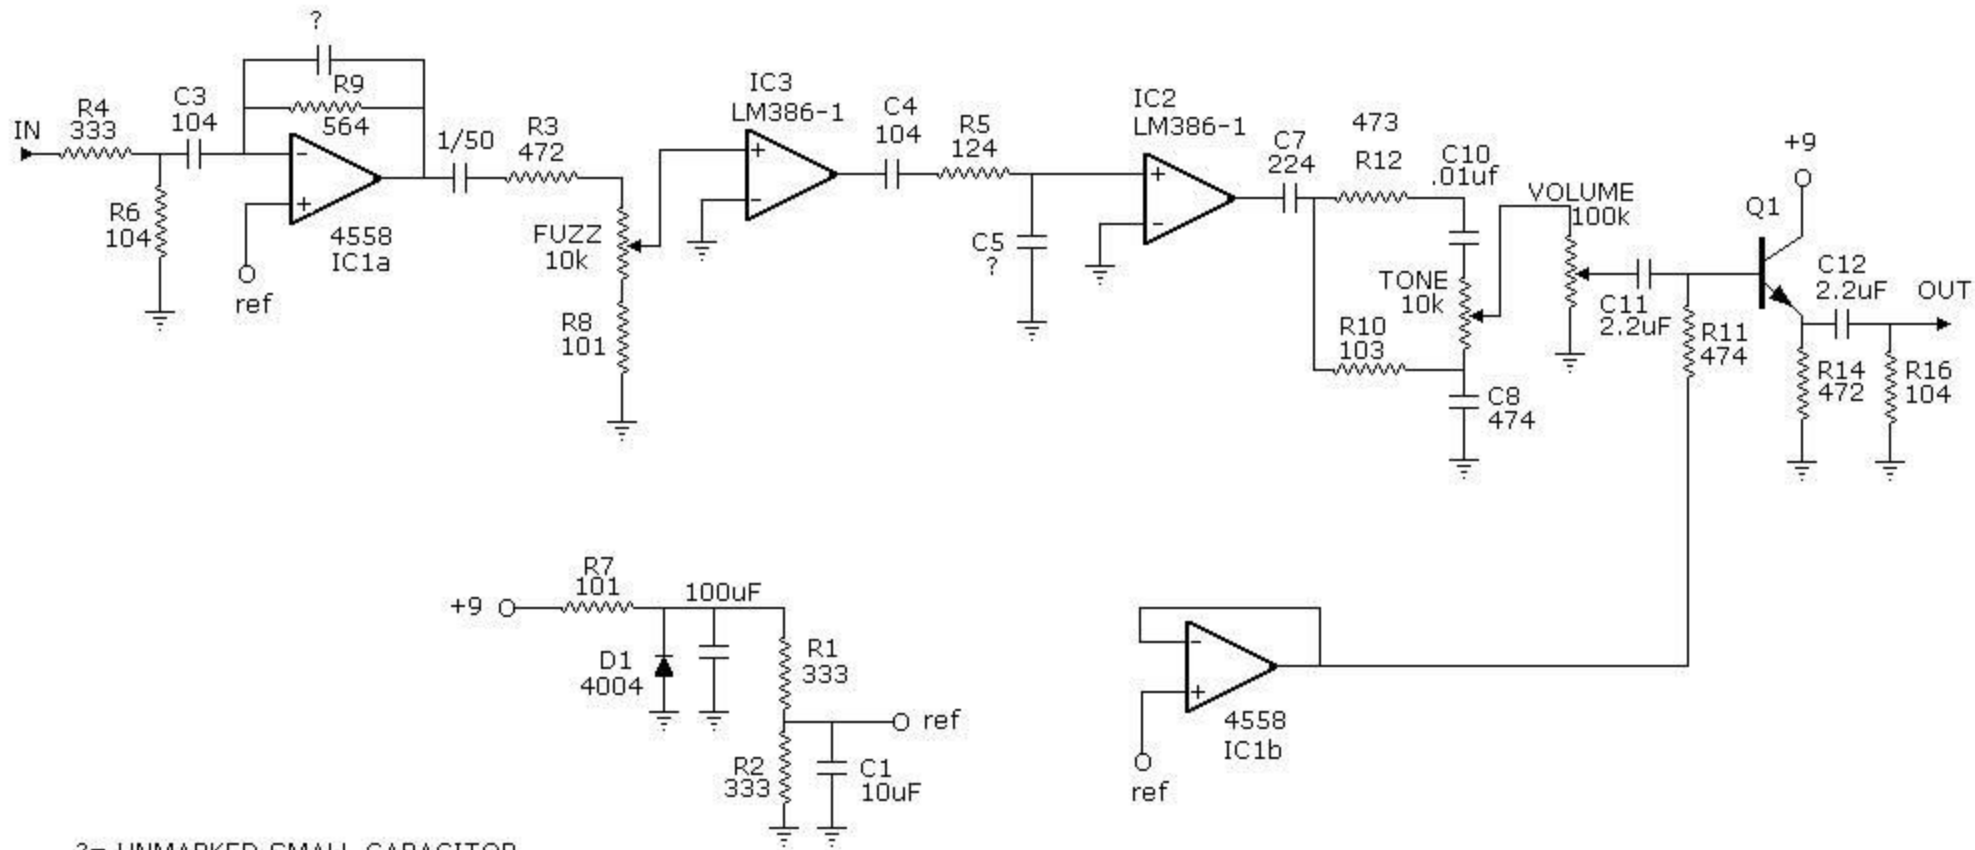 ?
R9
564
C3
104
R4
333
IN
R6
104
ref
4558
IC1a
1/50
R3
472
FUZZ
10k
R8
101
IC3
LM386-1
C4
104
R5
124
C5
?
IC2
LM386-1
C7
224
473
R12
C10
.01uf
TONE
10k
R10
103
C8
474
VOLUME
100k
C11
2.2uF
R11
474
+9
Q1
C12
2.2uF
OUT
R14
472
R16
104
+9
R7
101
100uF
D1
4004
R1
333
ref
R2
333
C1
10uF
4558
IC1b
ref
?= UNMARKED SMALL CAPACITOR